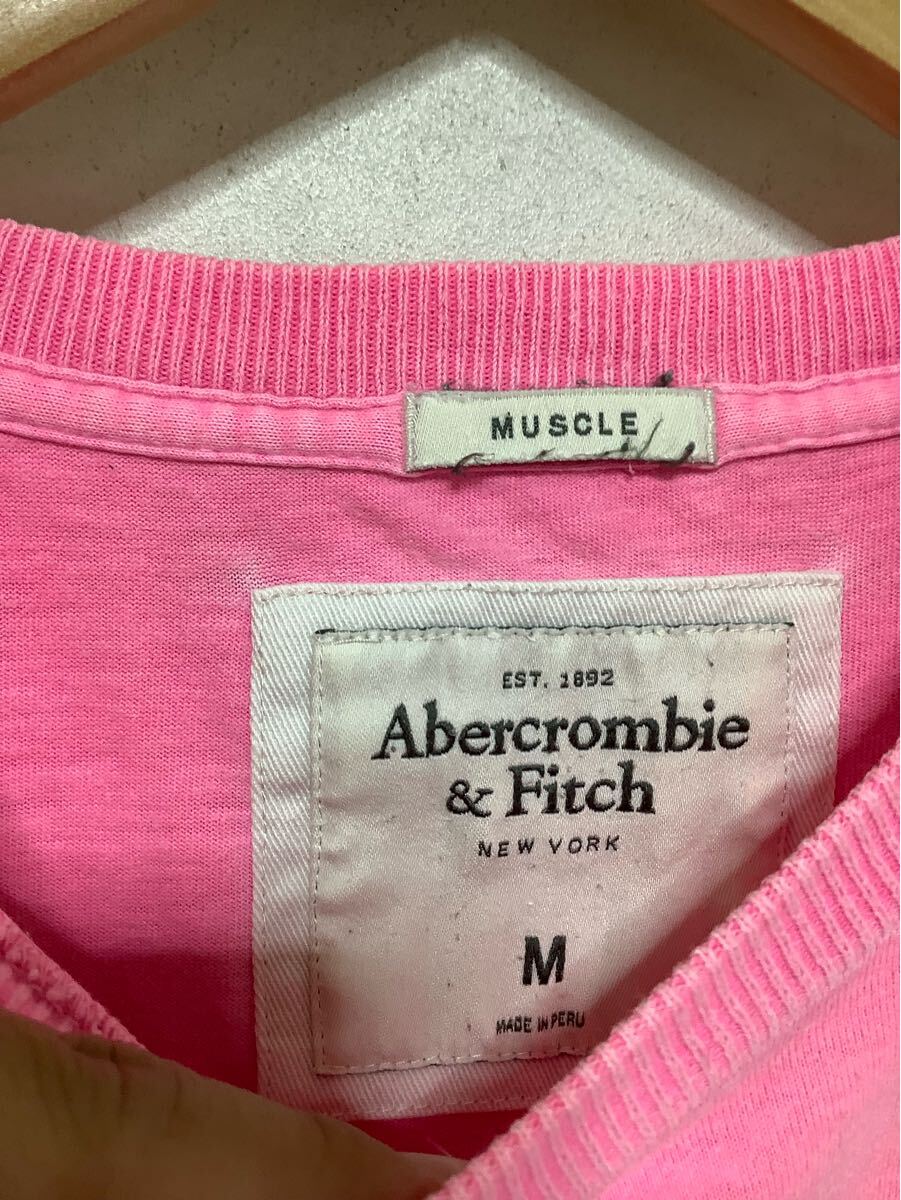 MUSCLE
EST. 1892
Abercrombie
& Fitch
NEW YORK
M
MADE IN PERU